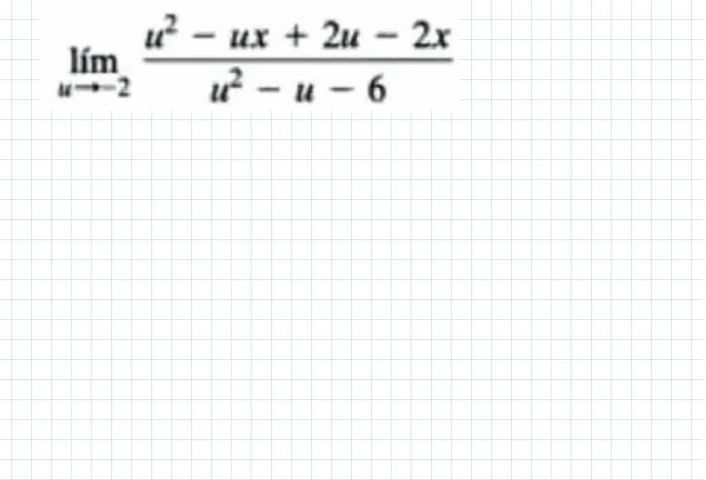 lím u→−2 u² − ux + 2u − 2x / u² − u − 6